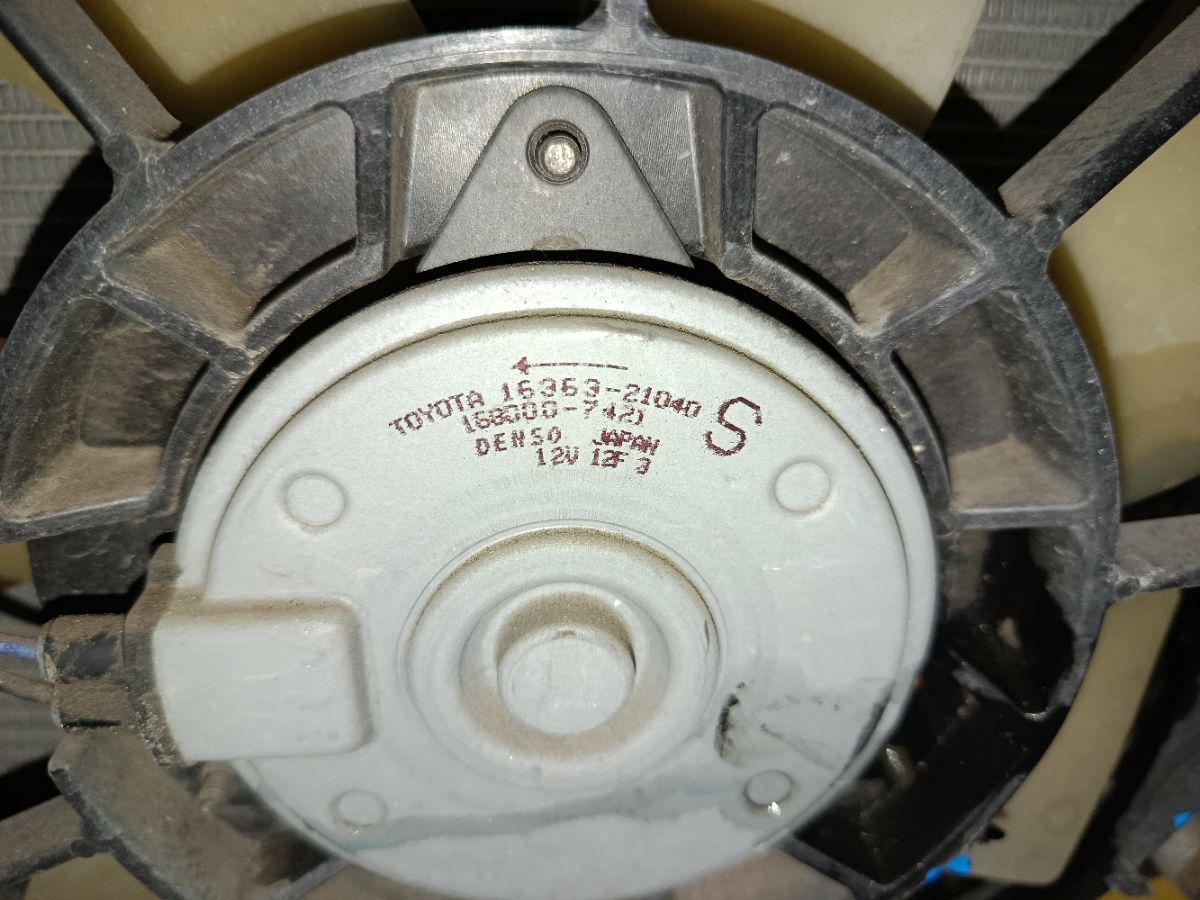 TOYOTA 16363-21040
168000-7421
DENSO JAPAN
12V 12F 3
S